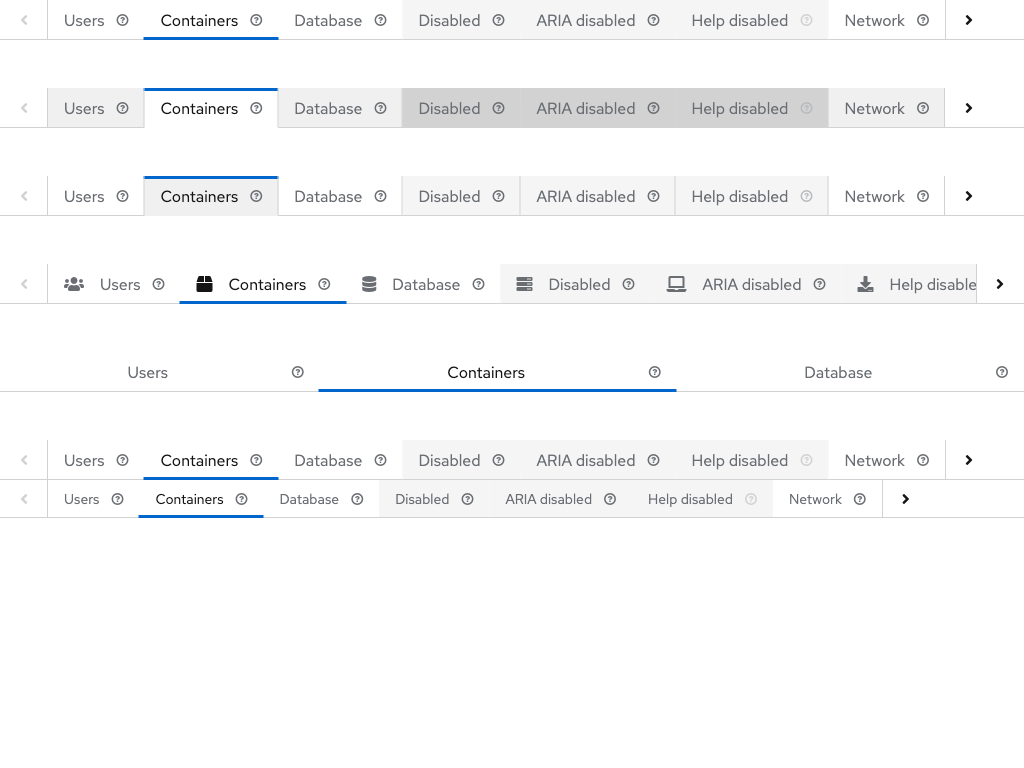 Users Containers Database Disabled ARIA disabled Help disabled Network
Users Containers Database Disabled ARIA disabled Help disabled Network
Users Containers Database Disabled ARIA disabled Help disabled Network
Users Containers Database Disabled ARIA disabled Help disable
Users Containers Database
Users Containers Database Disabled ARIA disabled Help disabled Network
Users Containers Database Disabled ARIA disabled Help disabled Network